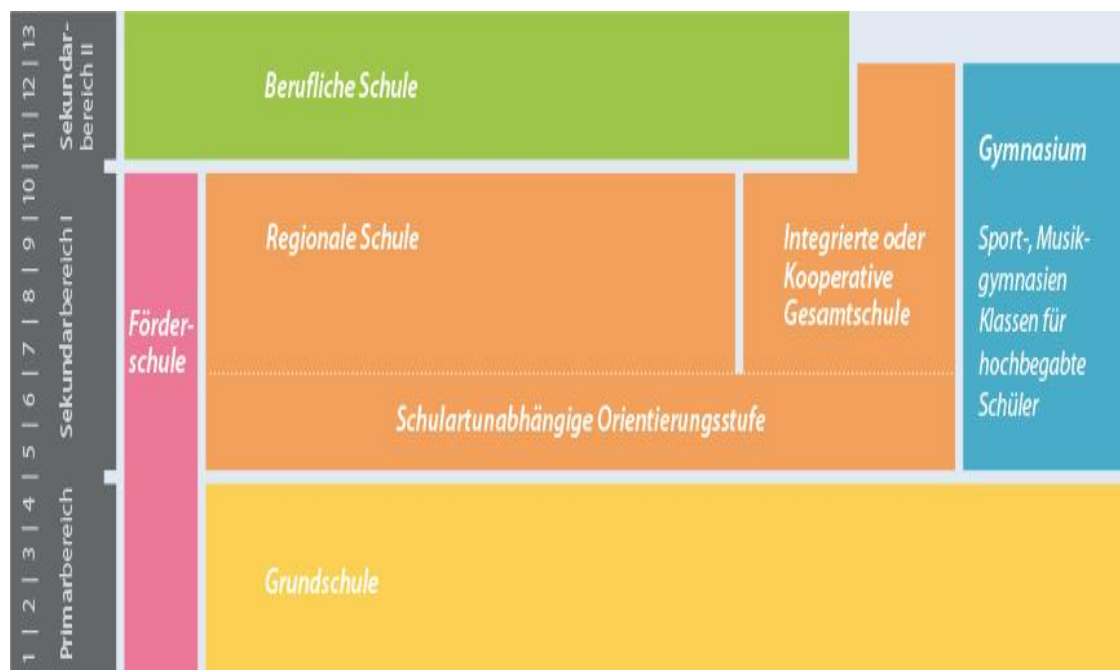 1 | 2 | 3 | 4 | 5 | 6 | 7 | 8 | 9 | 10 | 11 | 12 | 13
Primarbereich
Sekundarbereich I
Sekundar-
bereich II
Berufliche Schule
Gymnasium
Sport-, Musik-
gymnasien
Klassen für
hochbegabte
Schüler
Regionale Schule
Integrierte oder
Kooperative
Gesamtschule
Förder-
schule
Schulartunabhängige Orientierungsstufe
Grundschule